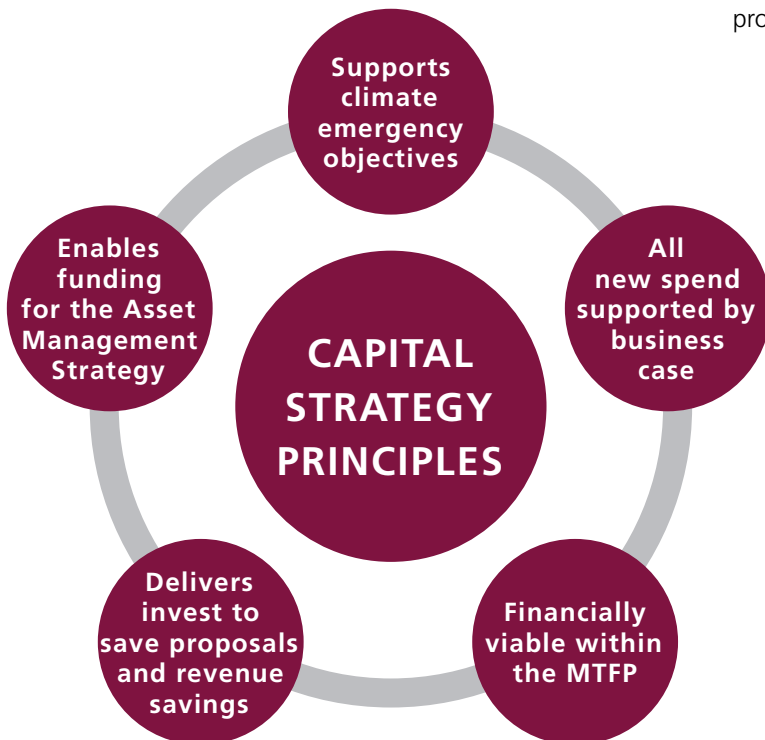 pro
Supports
climate
emergency
objectives
All
new spend
supported by
business
case
Financially
viable within
the MTFP
Delivers
invest to
save proposals
and revenue
savings
Enables
funding
for the Asset
Management
Strategy
CAPITAL
STRATEGY
PRINCIPLES